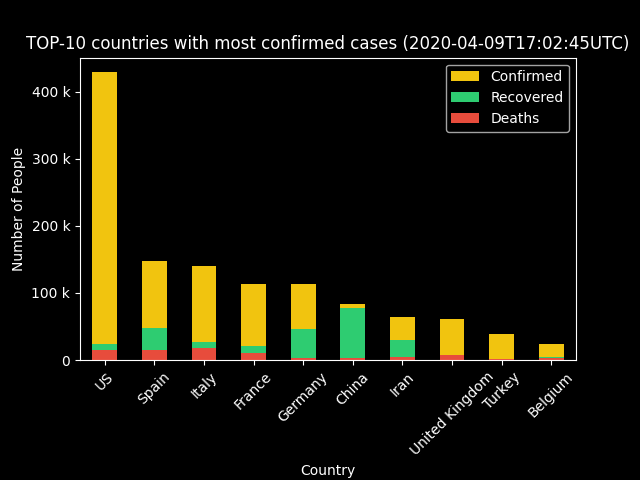 TOP-10 countries with most confirmed cases (2020-04-09T17:02:45UTC)
Confirmed
Recovered
Deaths
Number of People
400 k
300 k
200 k
100 k
0
US
Spain
Italy
France
Germany
China
Iran
United Kingdom
Turkey
Belgium
Country